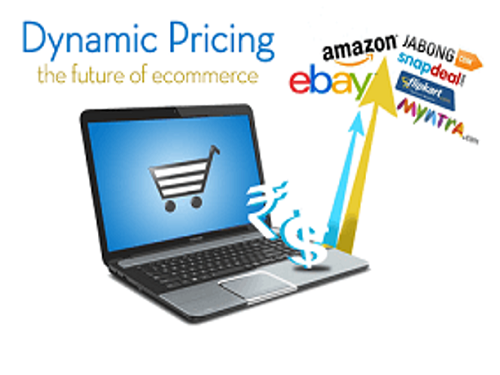 Dynamic Pricing
the future of ecommerce
amazon JABONG .COM
snapdeal
ebay flipkart.com
myntra.com
₹ $